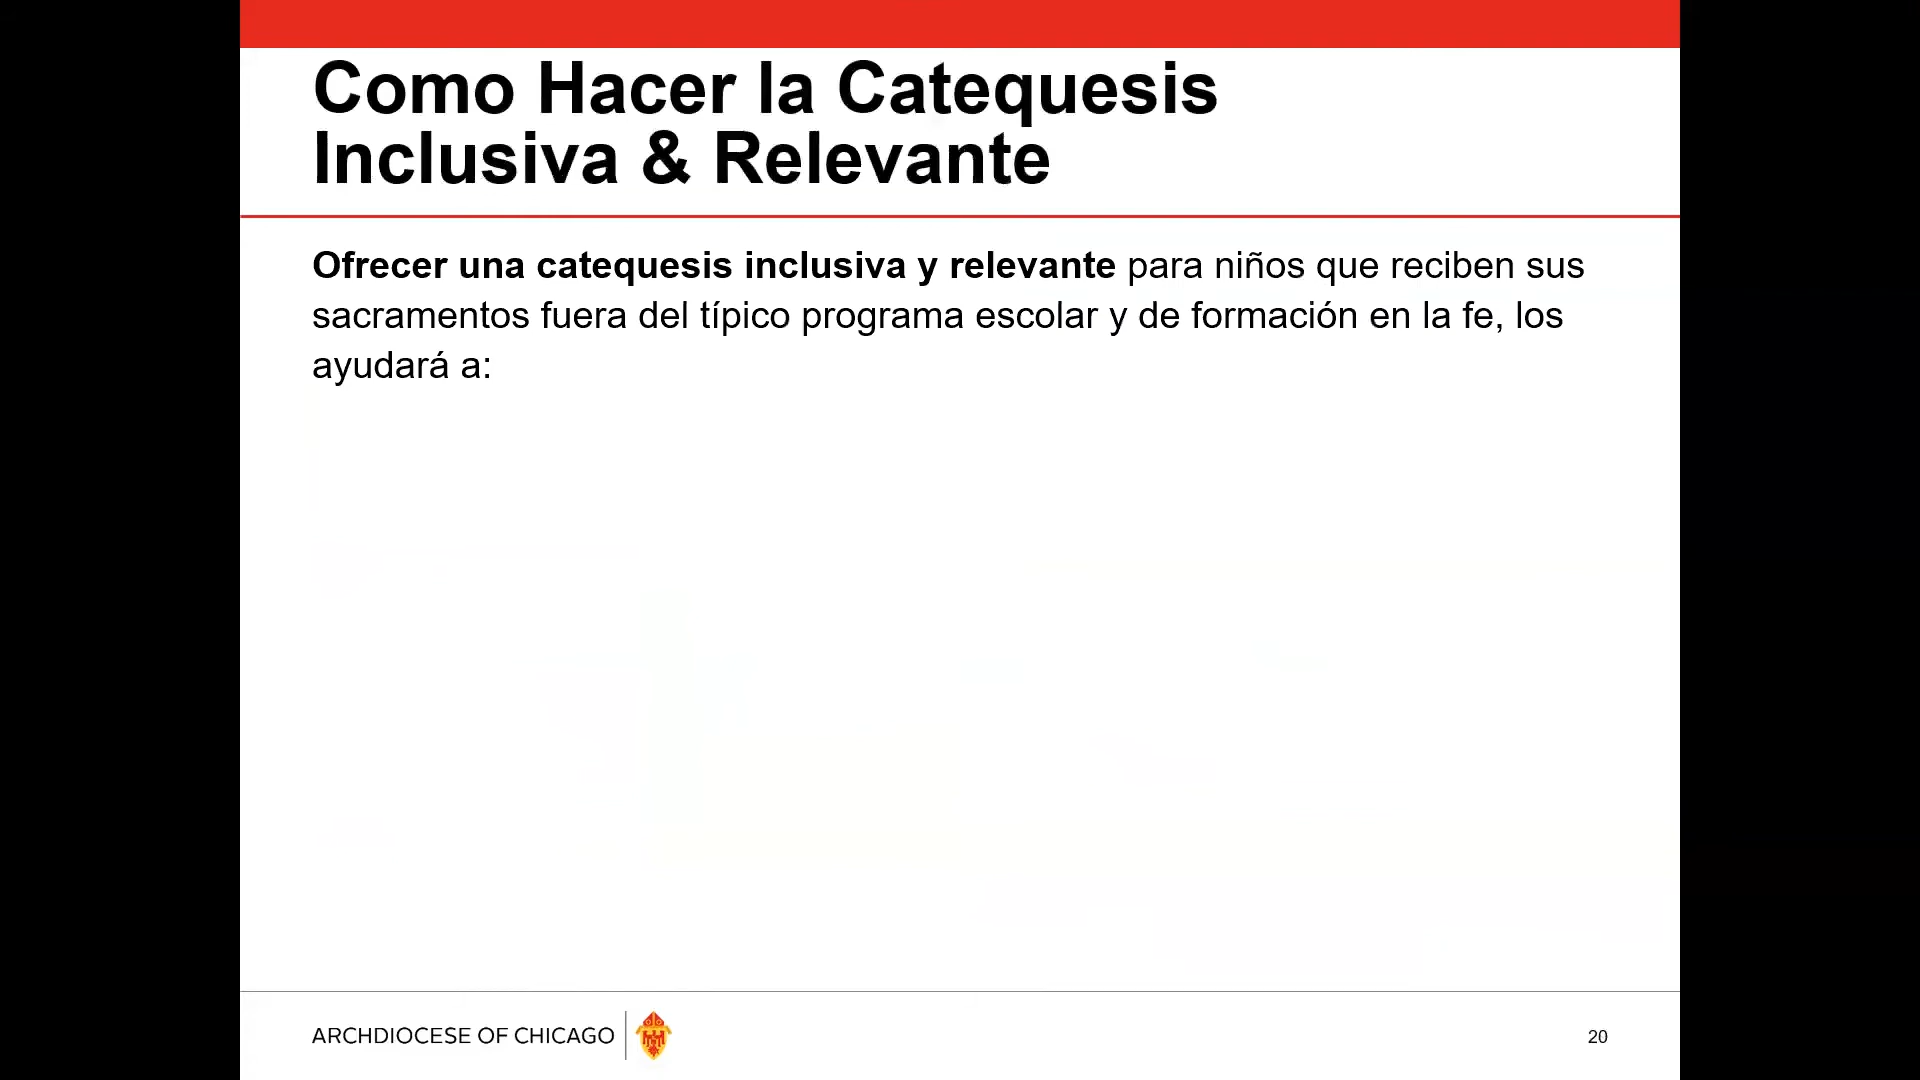 Como Hacer la Catequesis
Inclusiva & Relevante
Ofrecer una catequesis inclusiva y relevante para niños que reciben sus
sacramentos fuera del típico programa escolar y de formación en la fe, los
ayudará a:
ARCHDIOCESE OF CHICAGO
20